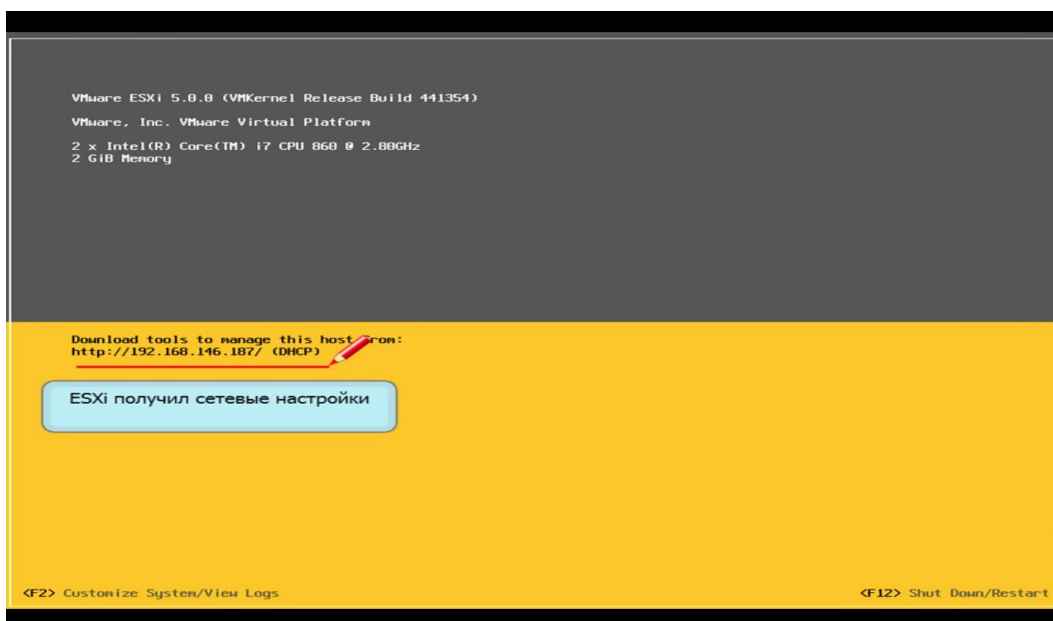 VMware ESXi 5.0.0 (VMKernel Release Build 441354)
VMware, Inc. VMware Virtual Platform
2 x Intel(R) Core(TM) i7 CPU 860 @ 2.80GHz
2 GiB Memory
Download tools to manage this host from:
http://192.168.146.187/ (DHCP)
ESXi получил сетевые настройки
<F2> Customize System/View Logs
<F12> Shut Down/Restart